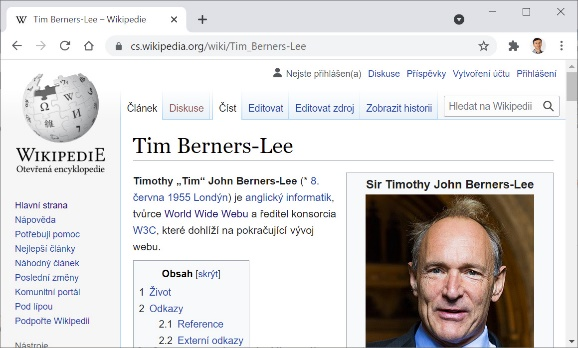 Tim Berners-Lee – Wikipedie
cs.wikipedia.org/wiki/Tim_Berners-Lee
Nejste přihlášen(a) Diskuse Příspěvky Vytvoření účtu Přihlášení
Článek Diskuse Číst Editovat Editovat zdroj Zobrazit historii Hledat na Wikipedii
WIKIPEDIE
Otevřená encyklopedie
Hlavní strana
Nápověda
Potřebuji pomoc
Nejlepší články
Náhodný článek
Poslední změny
Komunitní portál
Pod lípou
Podpořte Wikipedii
Nástroje
Tim Berners-Lee
Timothy „Tim“ John Berners-Lee (* 8.
června 1955 Londýn) je anglický informatik,
tvůrce World Wide Webu a ředitel konsorcia
W3C, které dohlíží na pokračující vývoj
webu.
Obsah [skrýt]
1 Život
2 Odkazy
2.1 Reference
2.2 Externí odkazy
Sir Timothy John Berners-Lee